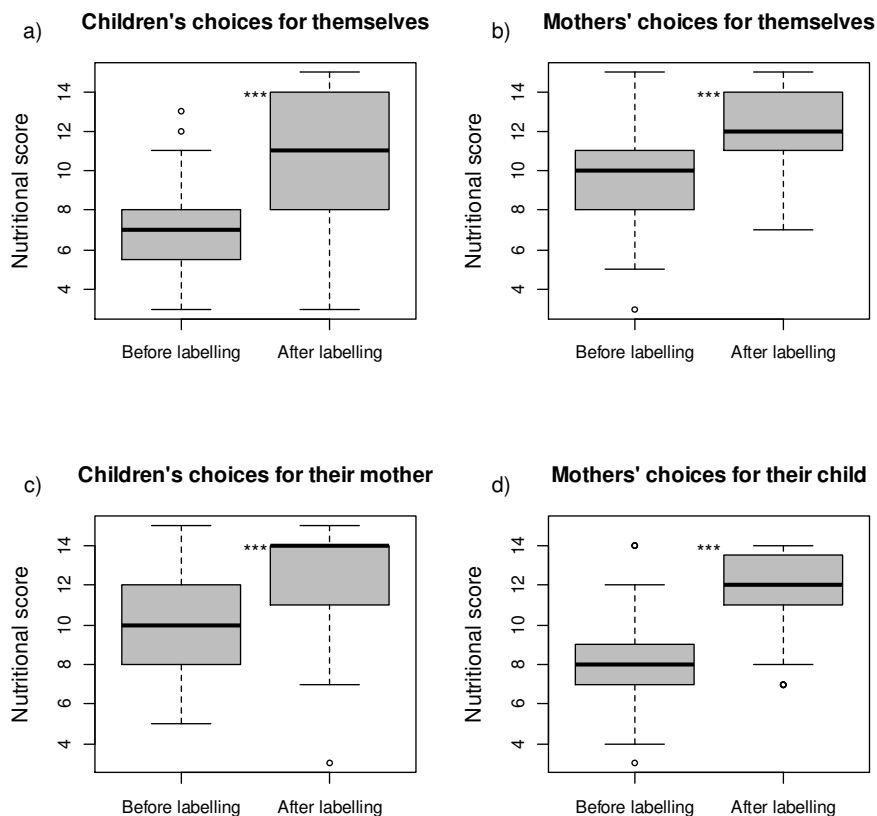 a) Children's choices for themselves
Nutritional score
14
12
10
8
6
4
***
Before labelling After labelling
b) Mothers' choices for themselves
Nutritional score
14
12
10
8
6
4
***
Before labelling After labelling
c) Children's choices for their mother
Nutritional score
14
12
10
8
6
4
***
Before labelling After labelling
d) Mothers' choices for their child
Nutritional score
14
12
10
8
6
4
***
Before labelling After labelling